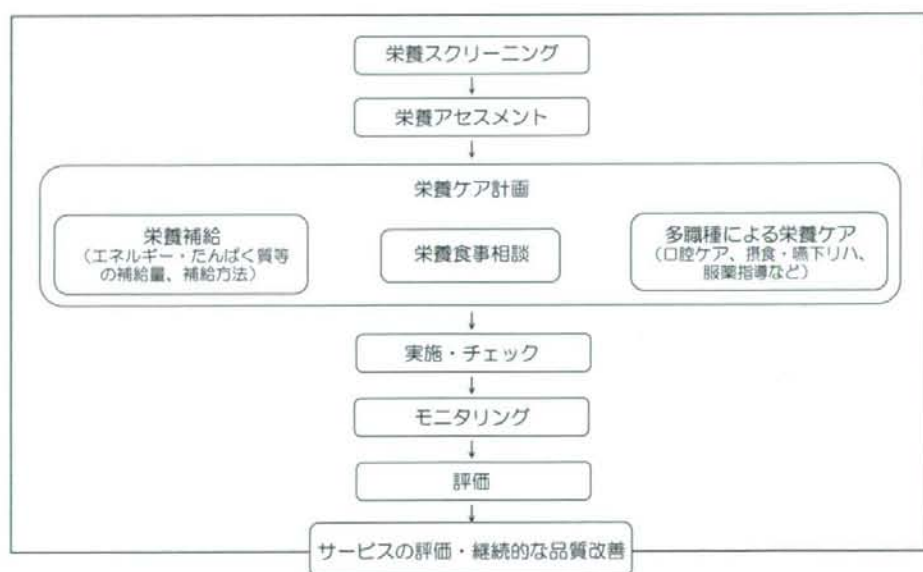 栄養スクリーニング
栄養アセスメント
栄養ケア計画
栄養補給
（エネルギー・たんぱく質等
の補給量、補給方法）
栄養食事相談
多職種による栄養ケア
（口腔ケア、摂食・嚥下リハ、
服薬指導など）
実施・チェック
モニタリング
評価
サービスの評価・継続的な品質改善